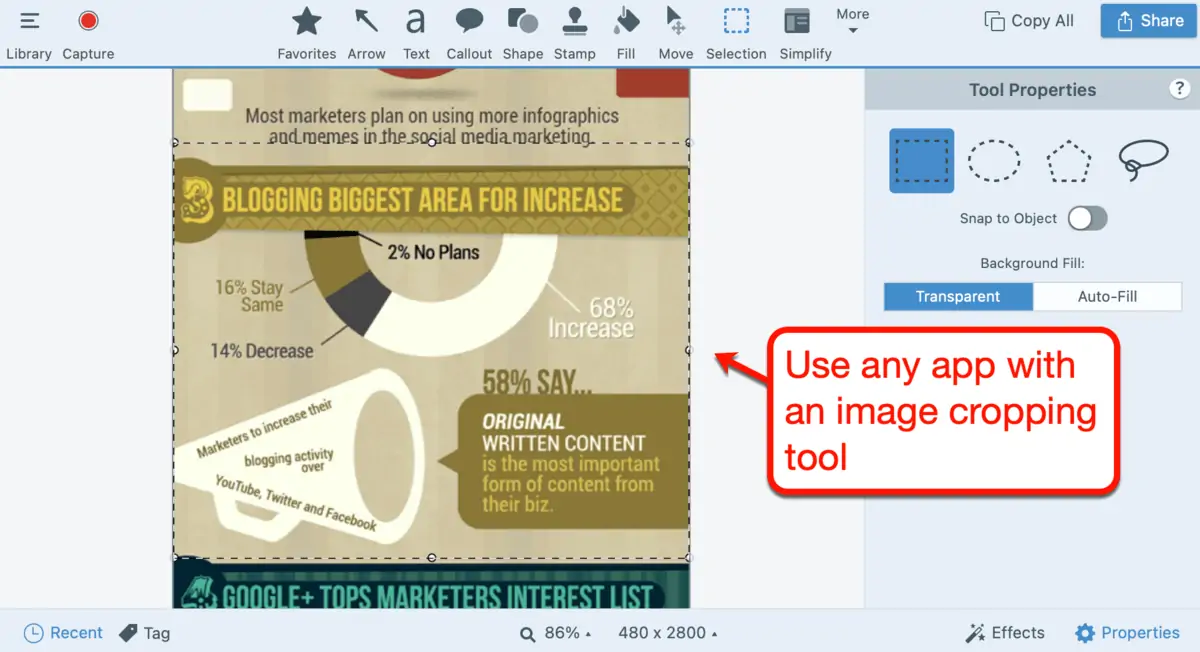 Library
Capture
Favorites
Arrow
a
Text
Callout
Shape
Stamp
Fill
Move
Selection
Simplify
More
Copy All
Share
Most marketers plan on using more infographics
and memes in the social media marketing.
3
BLOGGING BIGGEST AREA FOR INCREASE
2% No Plans
16% Stay
Same
68%
Increase
14% Decrease
58% SAY...
ORIGINAL
WRITTEN CONTENT
is the most important
form of content from
their biz.
Marketers to increase their
blogging activity
over
YouTube, Twitter and Facebook
4
GOOGLE+ TOPS MARKETERS INTEREST LIST
Tool Properties
?
Snap to Object
Background Fill:
Transparent
Auto-Fill
Use any app with
an image cropping
tool
Recent
Tag
86%
480 x 2800
Effects
Properties